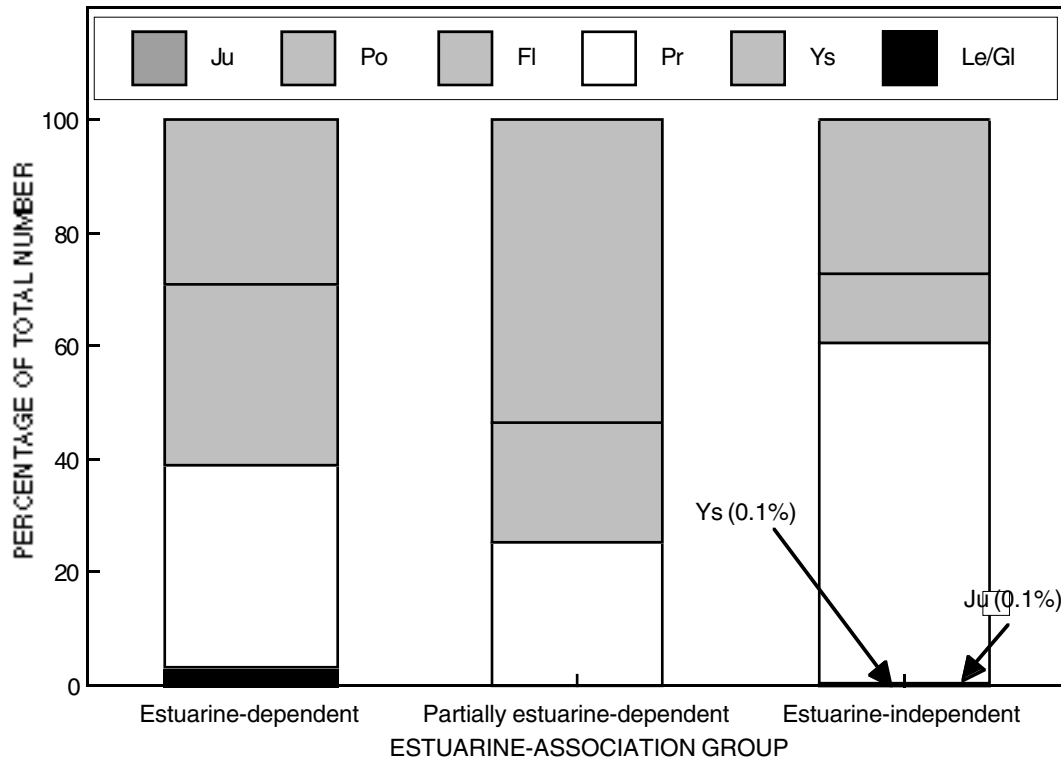 Ju Po Fl Pr Ys Le/Gl
100
80
60
40
20
0
PERCENTAGE OF TOTAL NUMBER
Ys (0.1%)
Ju (0.1%)
Estuarine-dependent Partially estuarine-dependent Estuarine-independent
ESTUARINE-ASSOCIATION GROUP